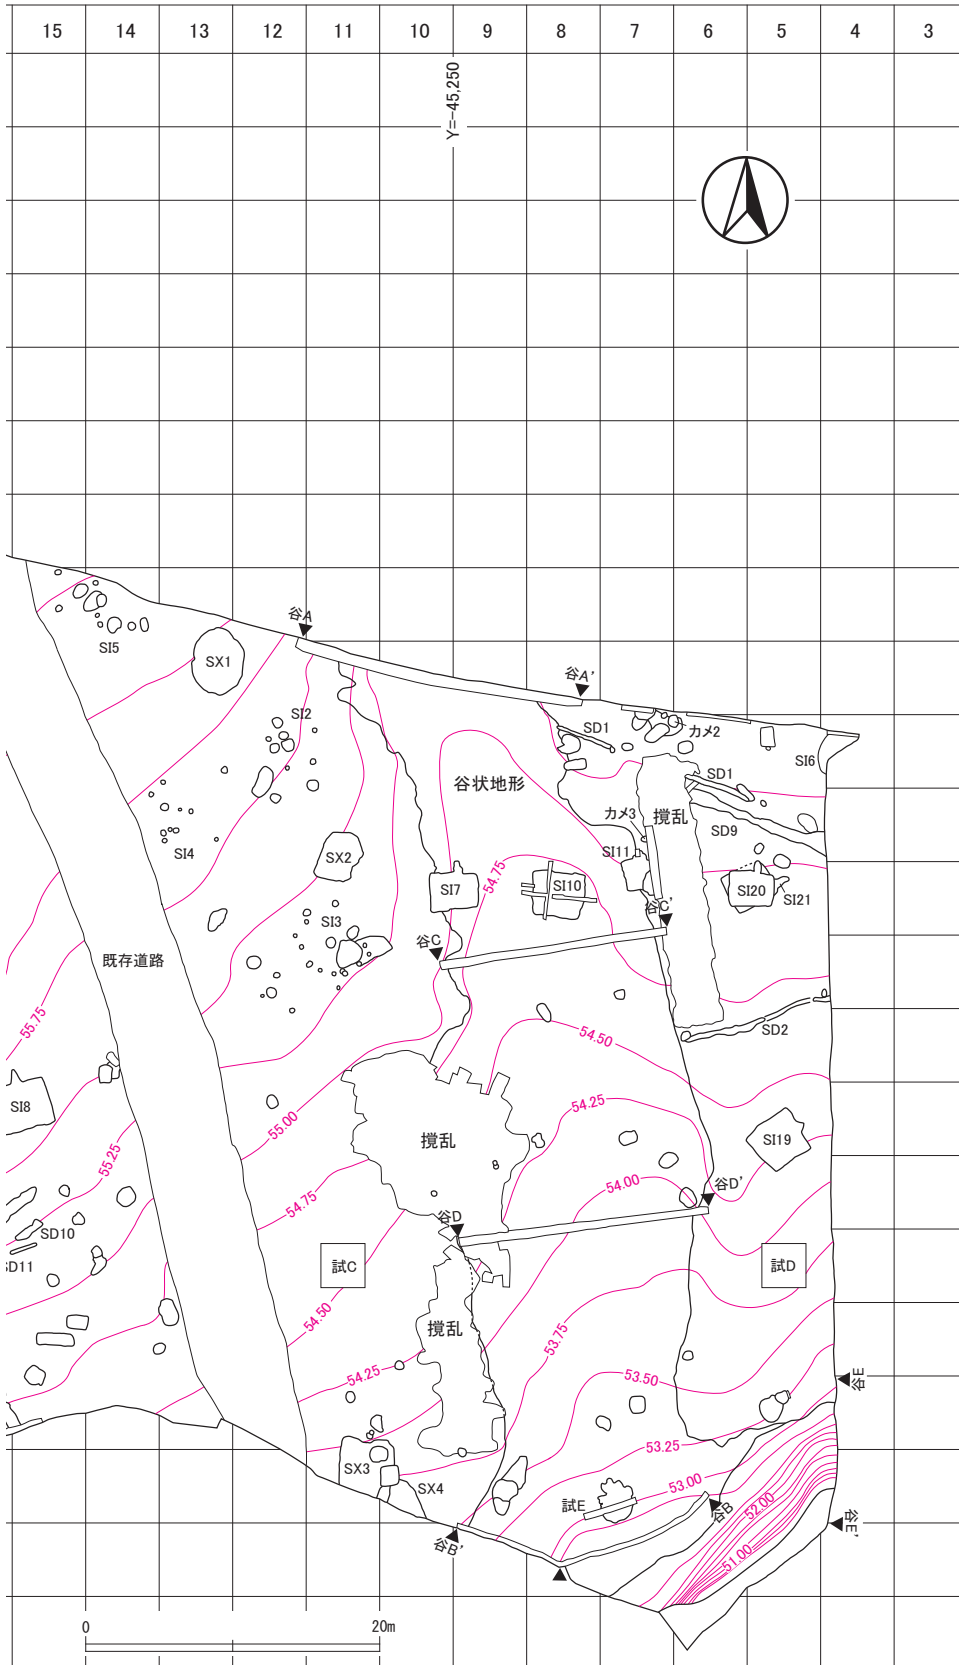 15 14 13 12 11 10 9 8 7 6 5 4 3
Y=-45,250
谷A
SI5
SX1
谷A'
SI2
SD1
カメ2
SI6
谷状地形
SD1
カメ3
撹乱
SD9
SI4
SX2
SI11
54.75
SI7
SI10
SI20
SI21
SI3
谷C'
谷C
既存道路
55.75
SD2
54.50
SI8
54.25
55.00
撹乱
SI19
55.25
54.75
54.00
谷D'
谷D
SD10
SD11
試C
試D
54.50
撹乱
53.75
54.25
53.50
谷E
53.25
SX3
53.00
SX4
試E
谷B
52.00
谷E'
谷B'
51.00
0 20m